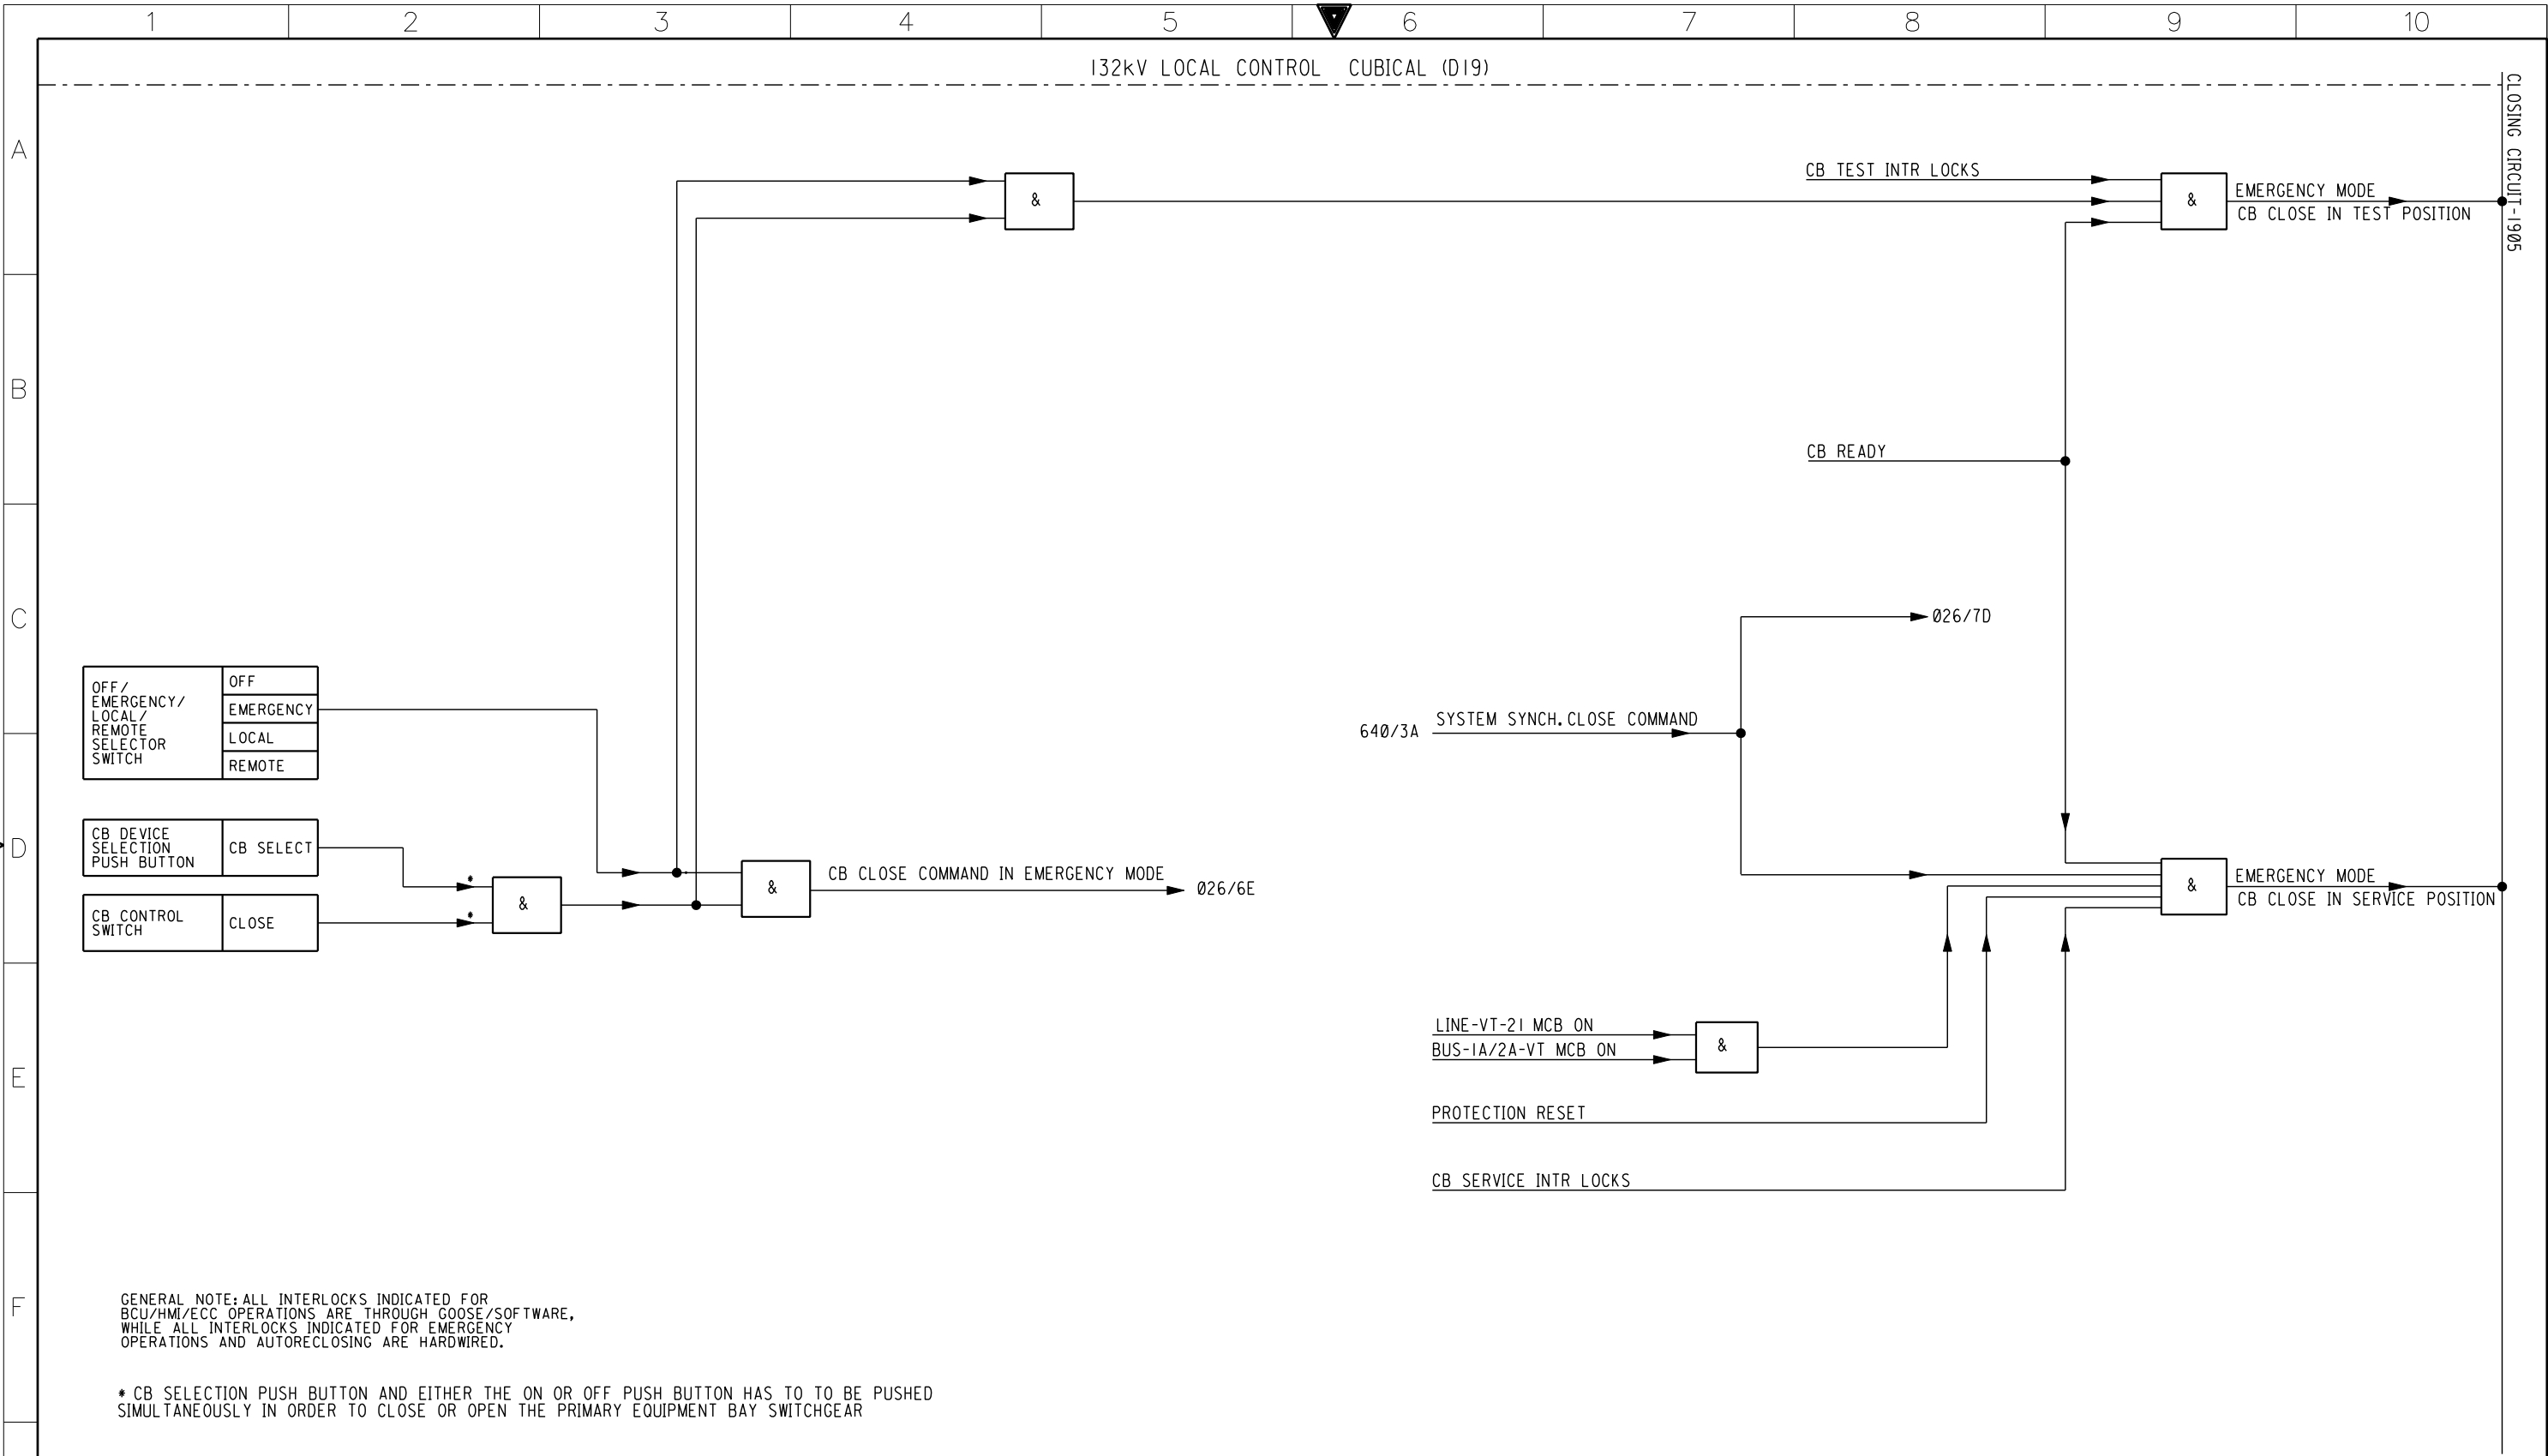 1 2 3 4 5 6 7 8 9 10
132kV LOCAL CONTROL CUBICAL (D19)
CLOSING CIRCUIT-1 905
A
CB TEST INTR LOCKS
&
&
EMERGENCY MODE
CB CLOSE IN TEST POSITION
B
CB READY
C
026/7D
OFF/
EMERGENCY/
LOCAL/
REMOTE
SELECTOR
SWITCH
OFF
EMERGENCY
LOCAL
REMOTE
640/3A
SYSTEM SYNCH.CLOSE COMMAND
D
CB DEVICE
SELECTION
PUSH BUTTON
CB SELECT
*
CB CONTROL
SWITCH
CLOSE
*
&
&
CB CLOSE COMMAND IN EMERGENCY MODE
026/6E
&
EMERGENCY MODE
CB CLOSE IN SERVICE POSITION
E
LINE-VT-21 MCB ON
BUS-1A/2A-VT MCB ON
&
PROTECTION RESET
CB SERVICE INTR LOCKS
F
GENERAL NOTE:ALL INTERLOCKS INDICATED FOR
BCU/HMI/ECC OPERATIONS ARE THROUGH GOOSE/SOFTWARE,
WHILE ALL INTERLOCKS INDICATED FOR EMERGENCY
OPERATIONS AND AUTORECLOSING ARE HARDWIRED.
* CB SELECTION PUSH BUTTON AND EITHER THE ON OR OFF PUSH BUTTON HAS TO TO BE PUSHED
SIMULTANEOUSLY IN ORDER TO CLOSE OR OPEN THE PRIMARY EQUIPMENT BAY SWITCHGEAR